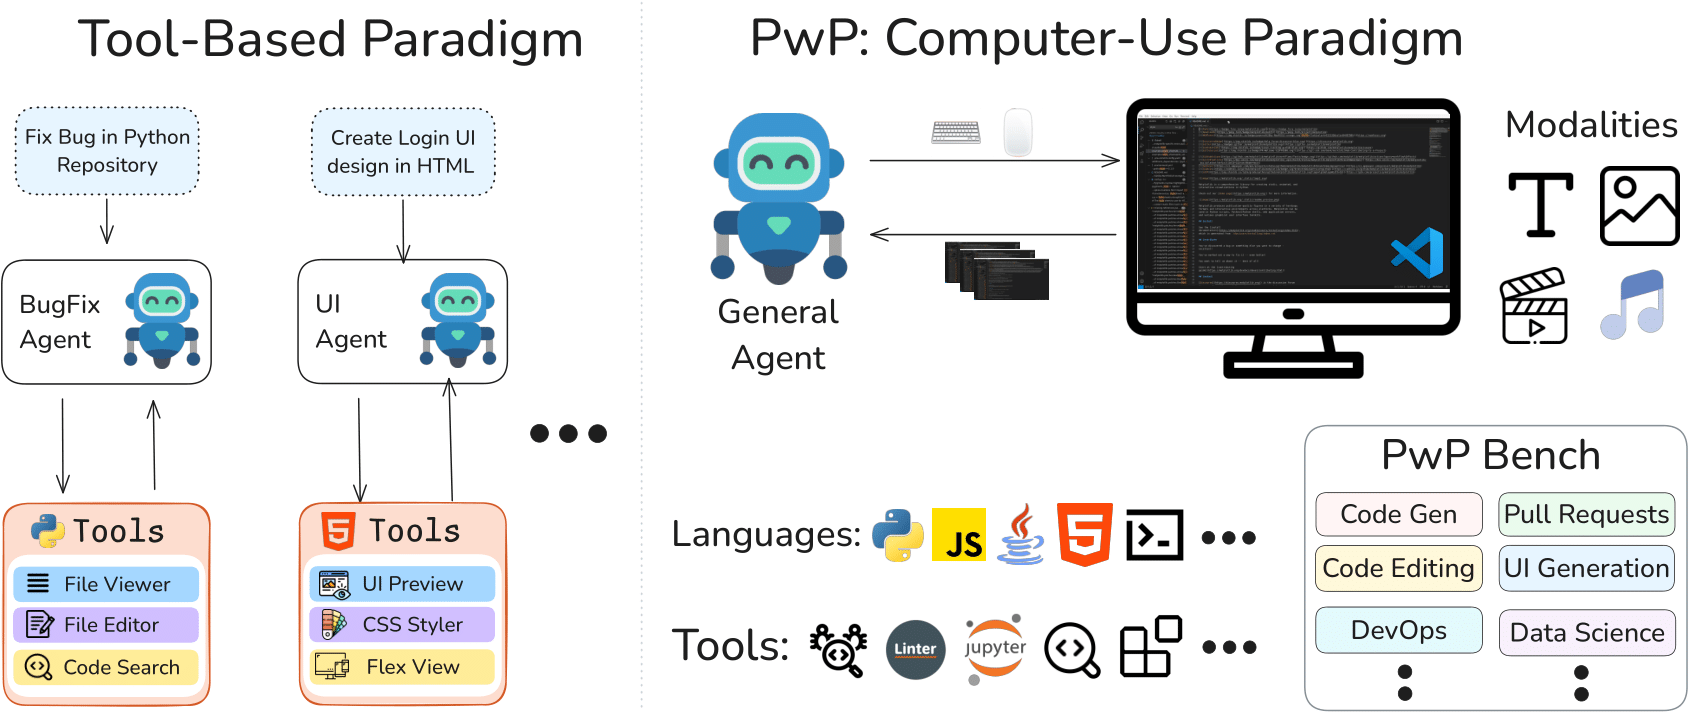 Tool-Based Paradigm
Fix Bug in Python
Repository
Create Login UI
design in HTML
BugFix
Agent
UI
Agent
Tools
File Viewer
File Editor
Code Search
5
Tools
UI Preview
CSS Styler
Flex View
PwP: Computer-Use Paradigm
General
Agent
Modalities
T
Languages:
JS
5
Tools:
Linter
jupyter
PwP Bench
Code Gen
Pull Requests
Code Editing
UI Generation
DevOps
Data Science